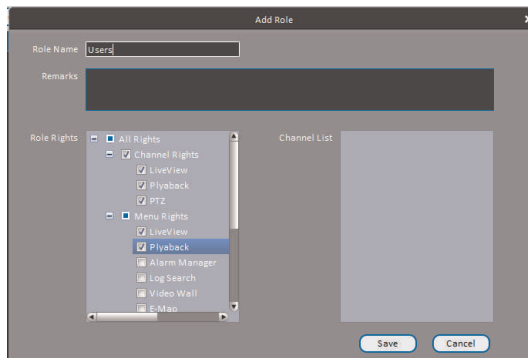 Add Role
Role Name Users
Remarks
Role Rights All Rights Channel List
Channel Rights
LiveView
Plyaback
PTZ
Menu Rights
LiveView
Plyaback
Alarm Manager
Log Search
Video Wall
E-Map
Save Cancel